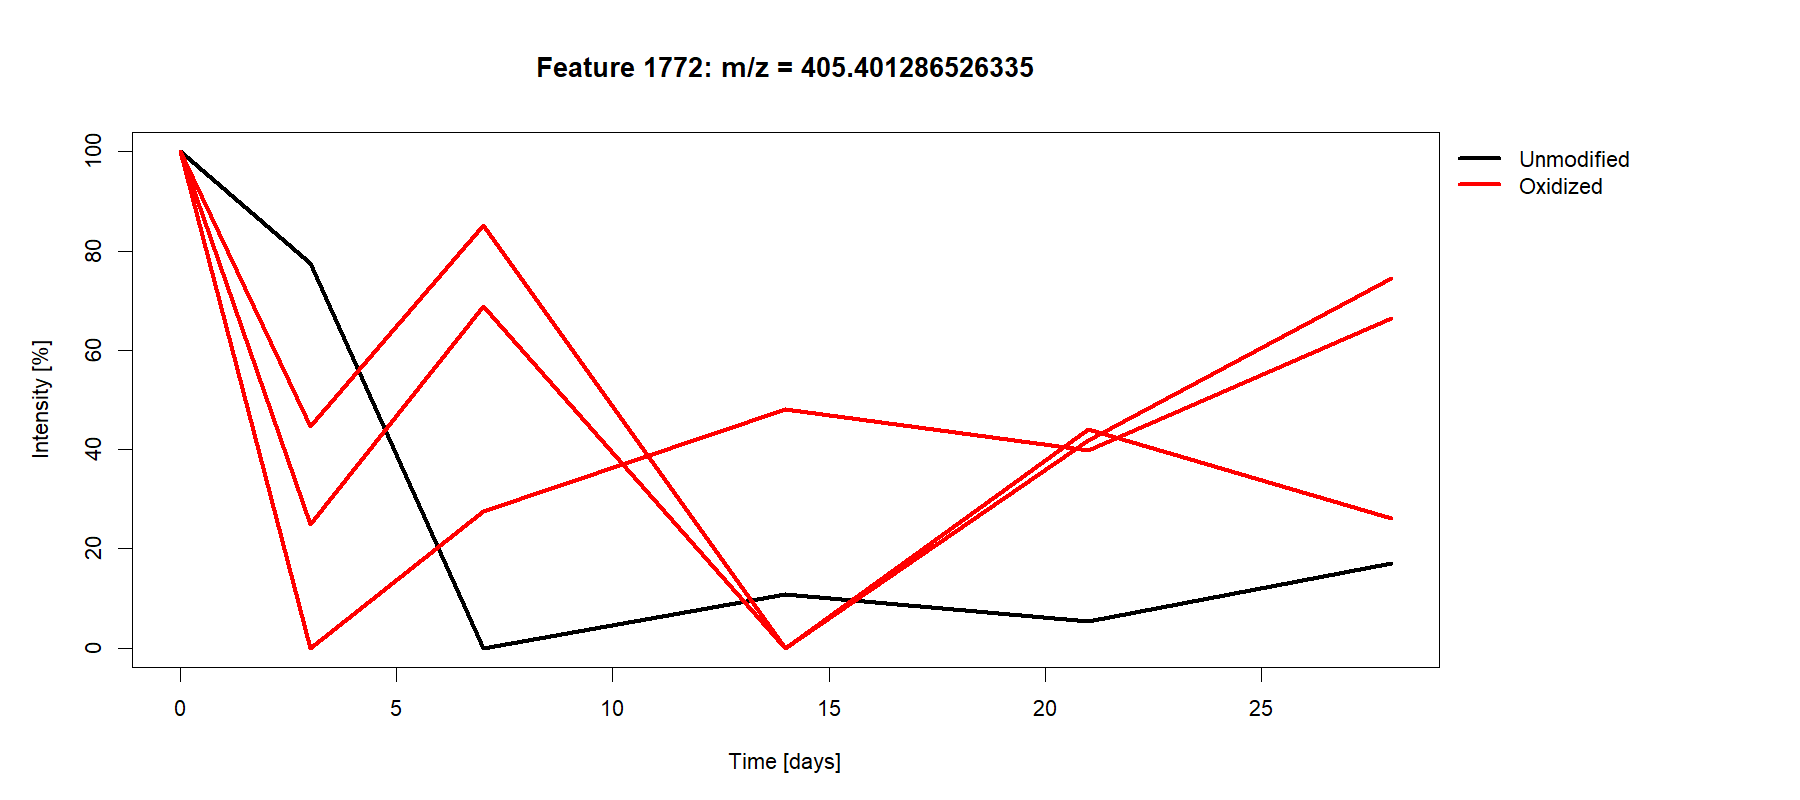 Feature 1772: m/z = 405.401286526335
Unmodified
Oxidized
Intensity [%]
100
80
60
40
20
0
0 5 10 15 20 25
Time [days]